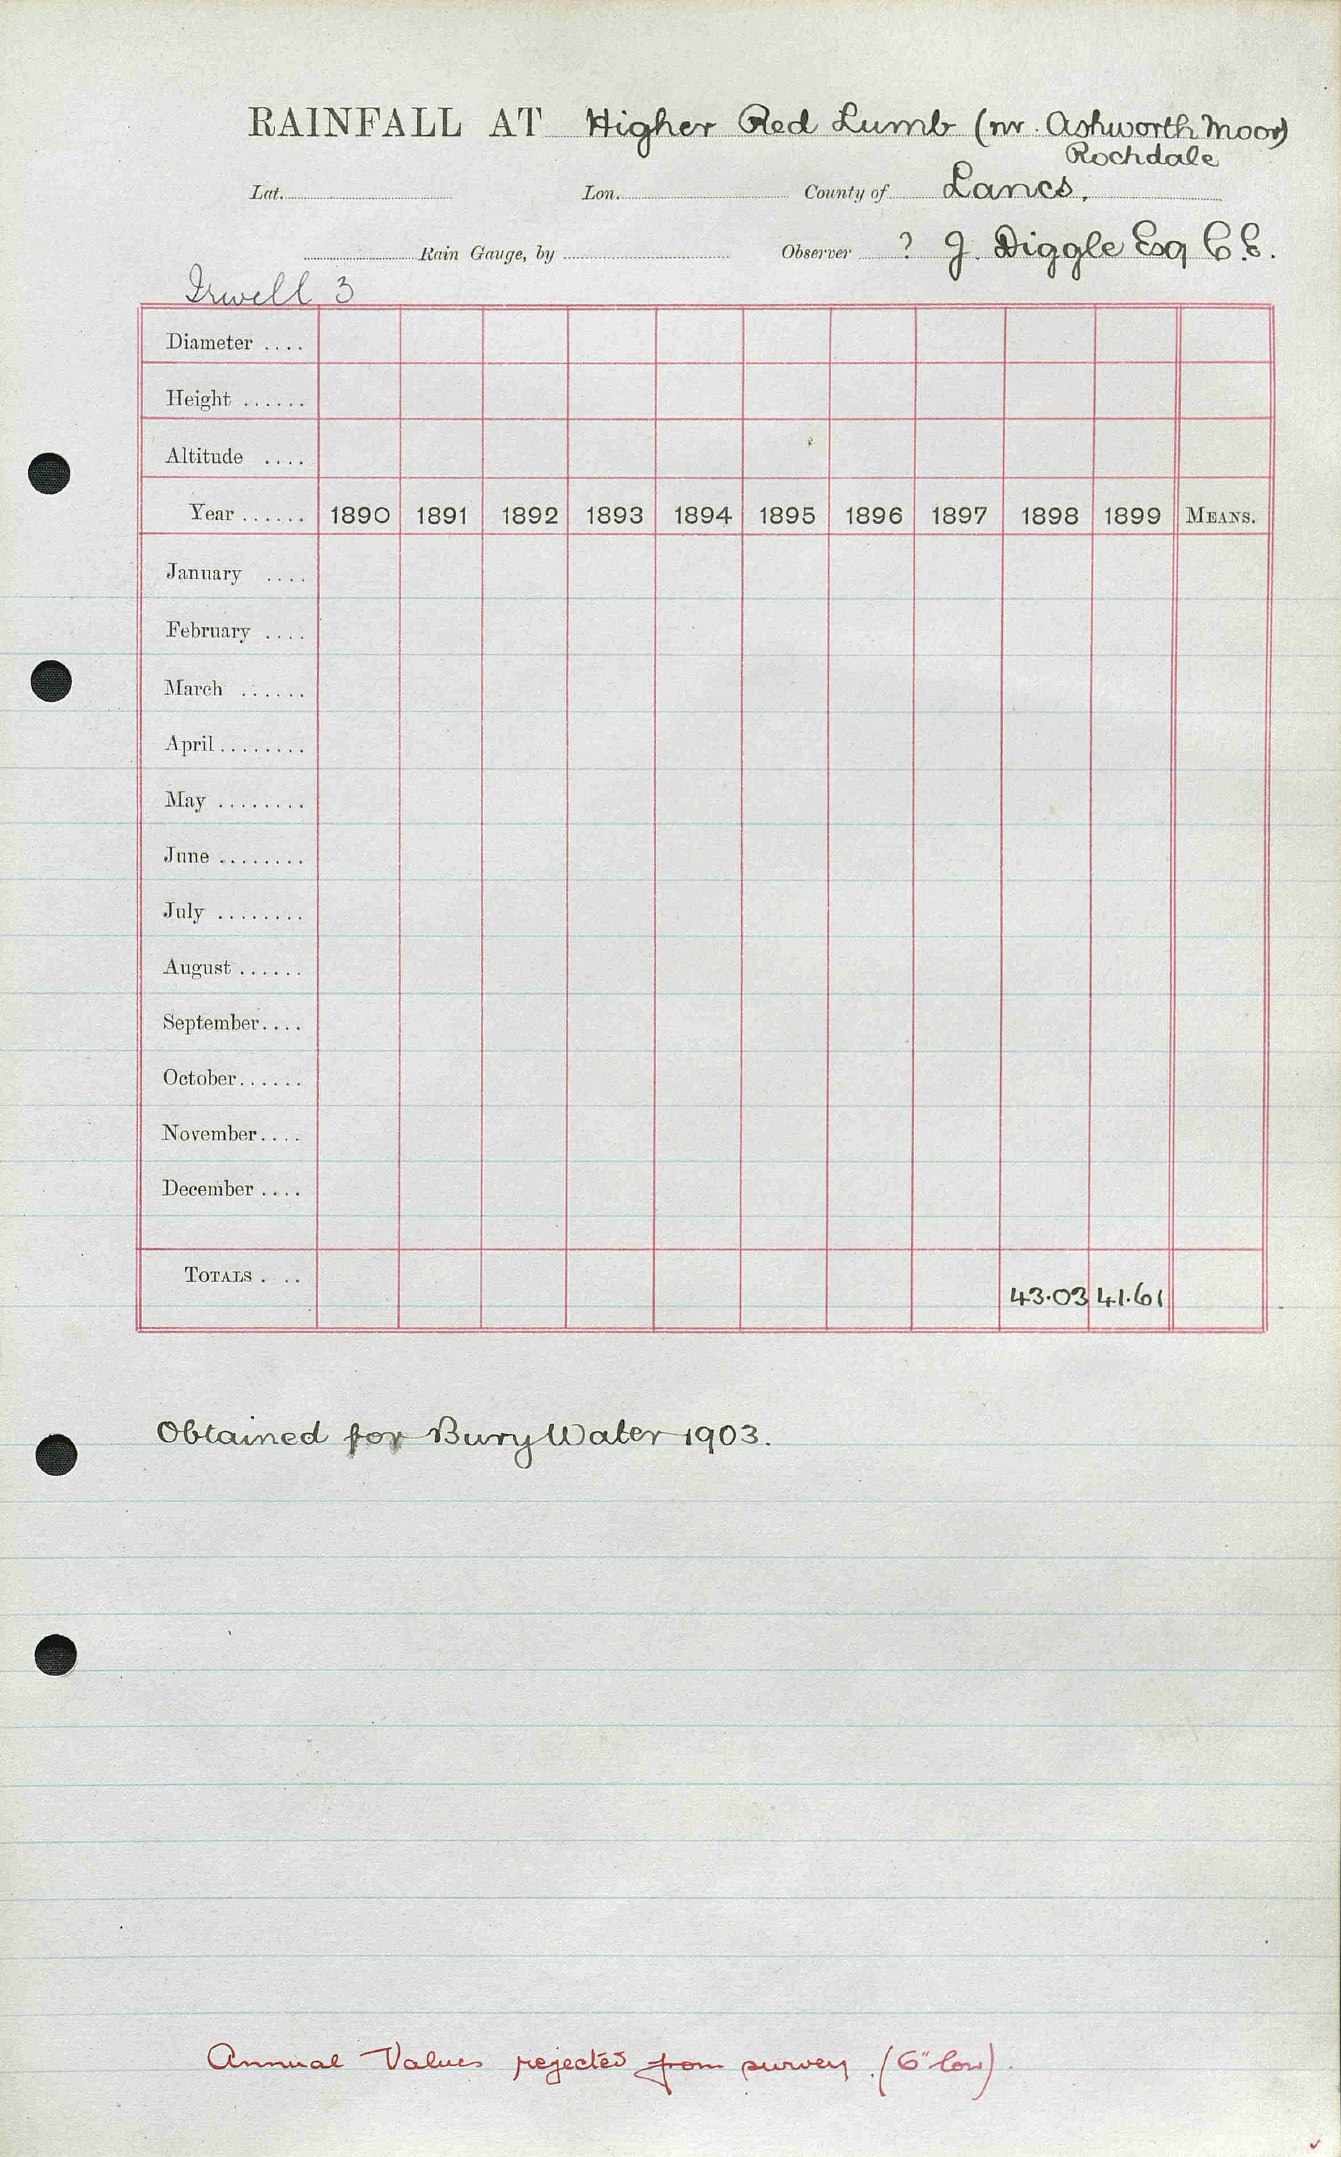 RAINFALL AT Higher Red Lumb (nr. Ashworth Moor)
Rochdale
Lat. Lon. County of Lancs.
Rain Gauge, by Observer ? J. Diggle Esq C.E.
Irwell 3
Diameter ....
Height ......
Altitude ....
Year ...... 1890 1891 1892 1893 1894 1895 1896 1897 1898 1899 MEANS.
January ....
February ....
March ......
April ........
May ........
June ........
July ........
August ......
September ....
October ......
November ....
December ....
TOTALS . .. 43.03 41.61
Obtained for Bury Water 1903.
Annual Values rejected from survey. (6" low).